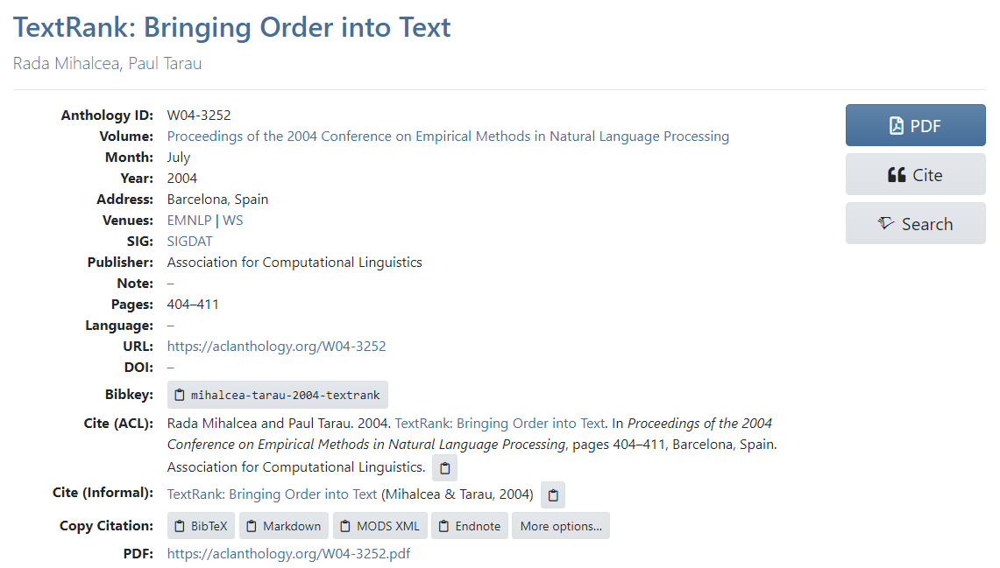 TextRank: Bringing Order into Text
Rada Mihalcea, Paul Tarau
Anthology ID: W04-3252
Volume: Proceedings of the 2004 Conference on Empirical Methods in Natural Language Processing
Month: July
Year: 2004
Address: Barcelona, Spain
Venues: EMNLP | WS
SIG: SIGDAT
Publisher: Association for Computational Linguistics
Note: –
Pages: 404–411
Language: –
URL: https://aclanthology.org/W04-3252
DOI: –
Bibkey: mihalcea-tarau-2004-textrank
Cite (ACL): Rada Mihalcea and Paul Tarau. 2004. TextRank: Bringing Order into Text. In Proceedings of the 2004
Conference on Empirical Methods in Natural Language Processing, pages 404–411, Barcelona, Spain.
Association for Computational Linguistics.
Cite (Informal): TextRank: Bringing Order into Text (Mihalcea & Tarau, 2004)
Copy Citation: BibTeX Markdown MODS XML Endnote More options...
PDF: https://aclanthology.org/W04-3252.pdf
PDF
Cite
Search